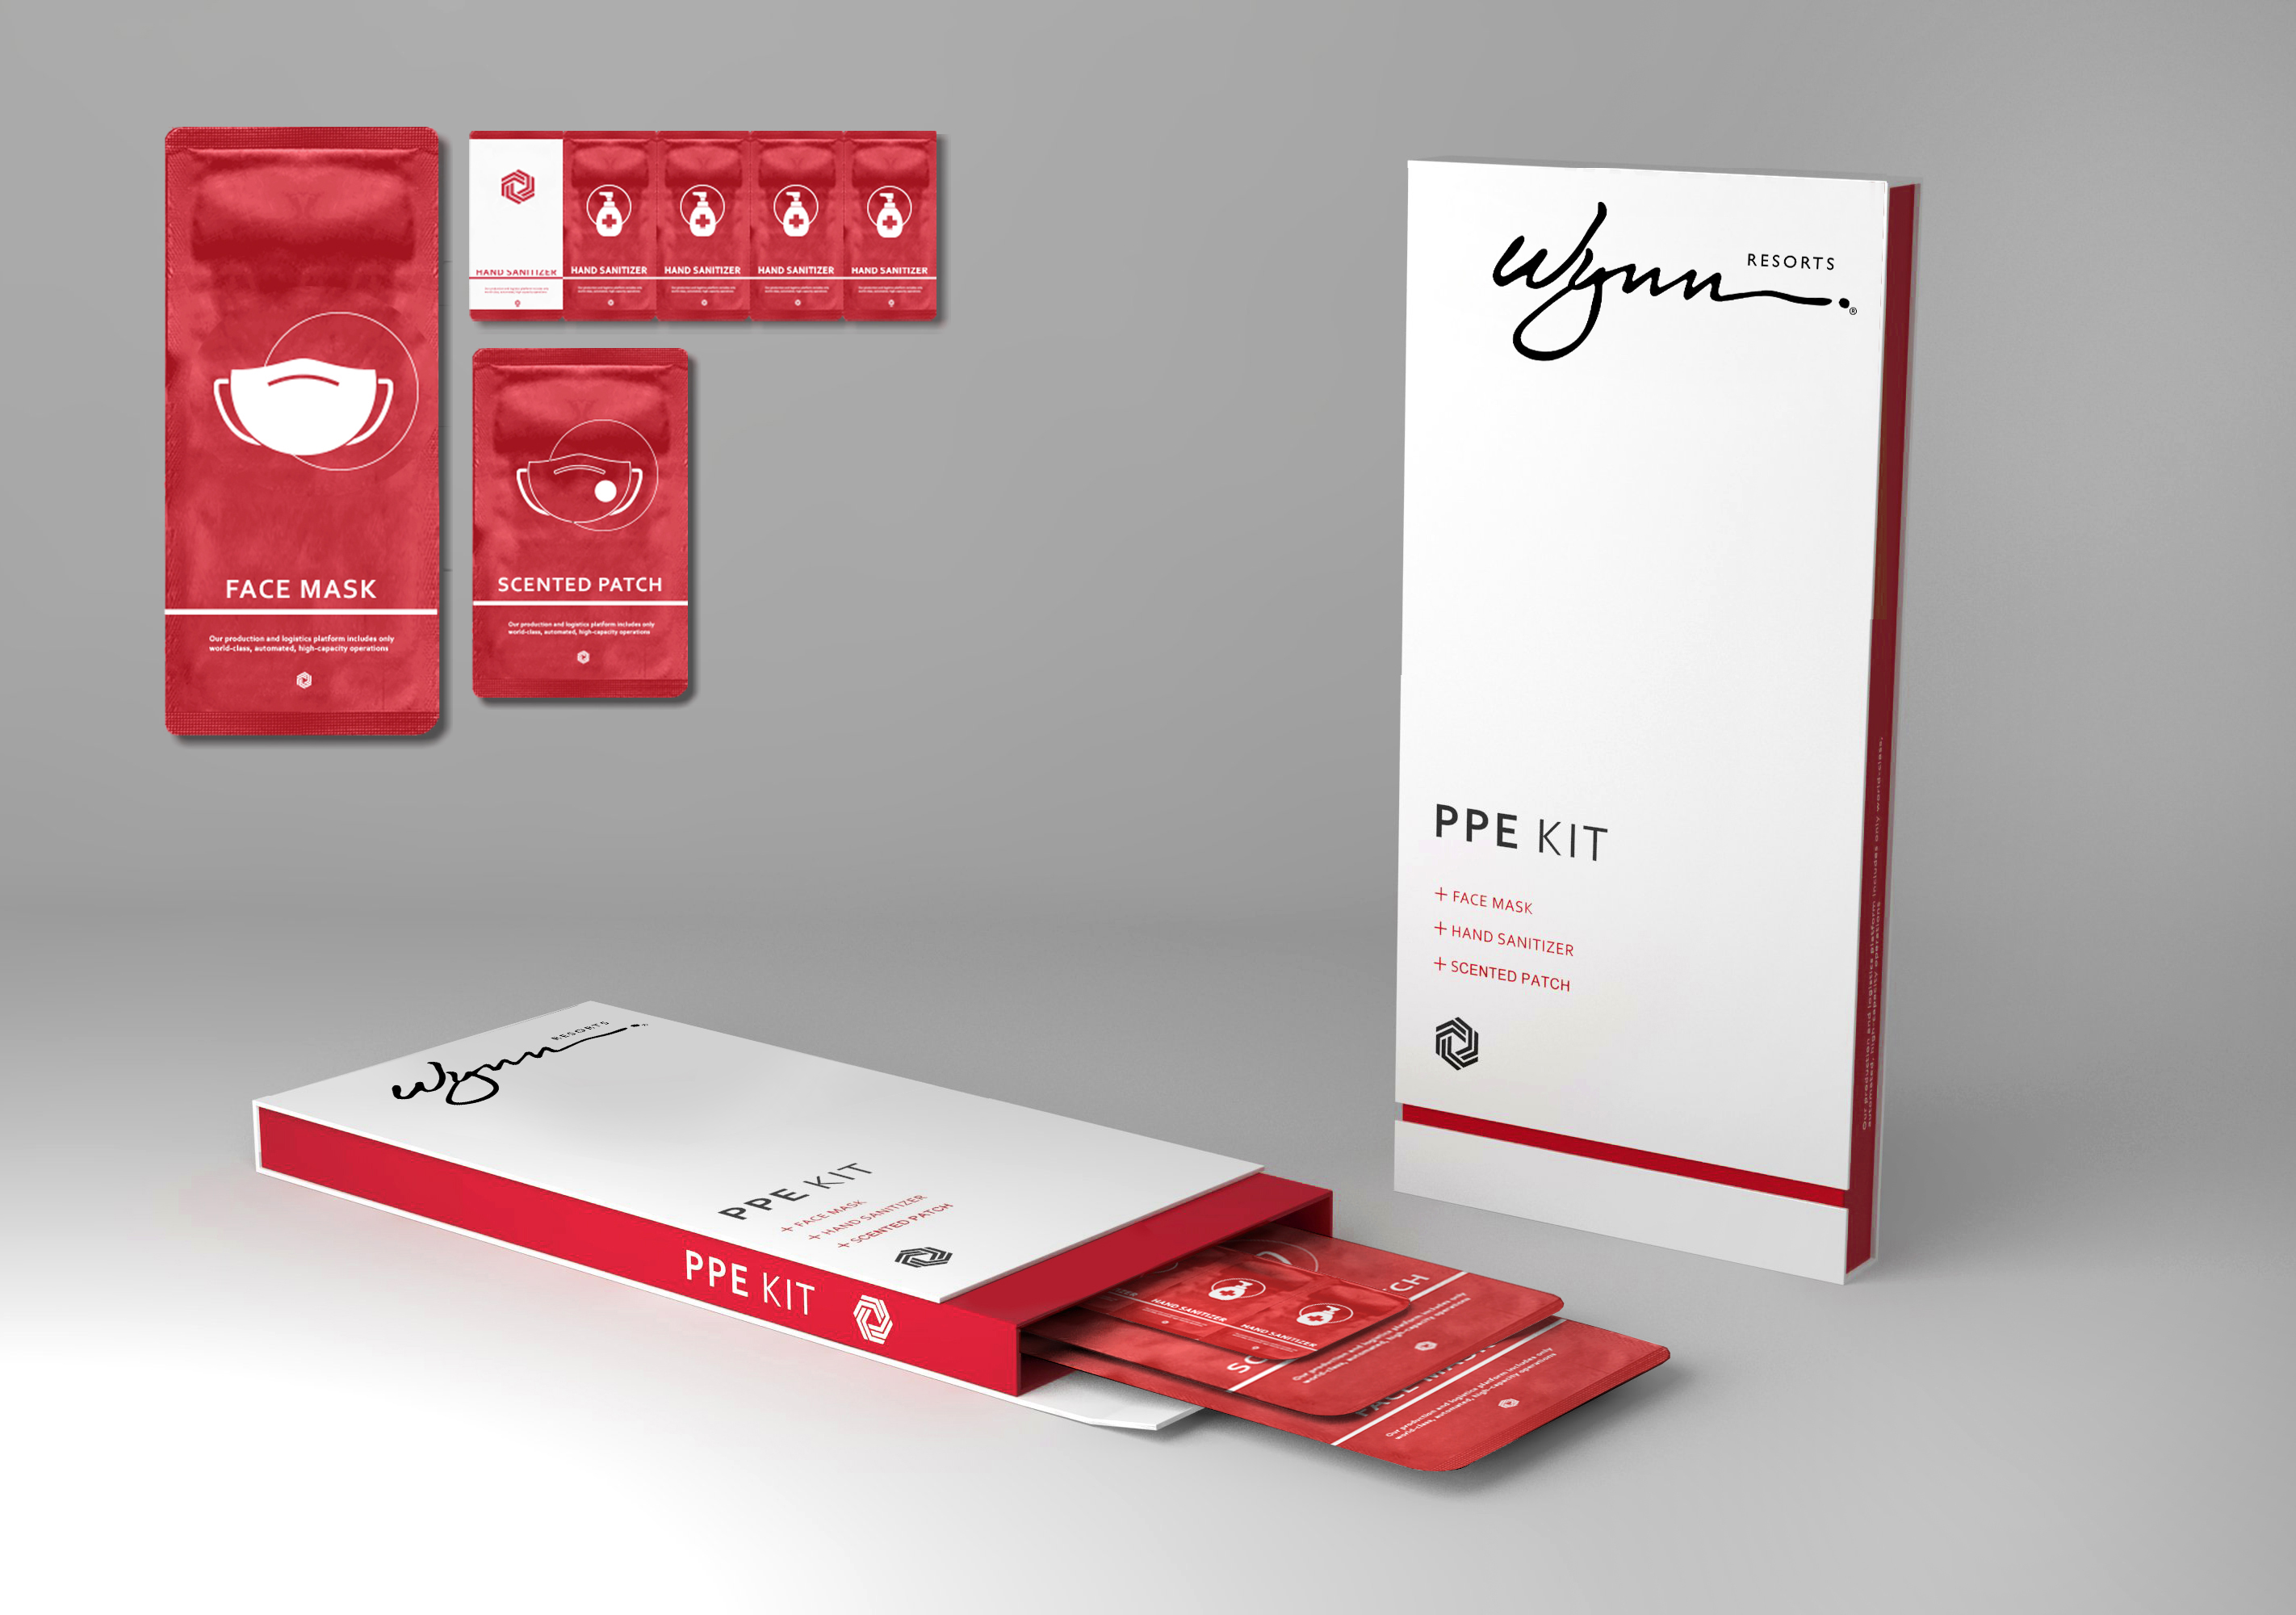 FACE MASK
Our production and logistics platform includes only
world-class, automated, high-capacity operations
HAND SANITIZER
HAND SANITIZER
HAND SANITIZER
HAND SANITIZER
HAND SANITIZER
SCENTED PATCH
Our production and logistics platform includes only
world-class, automated, high-capacity operations
Wynn RESORTS ®
PPE KIT
+ FACE MASK
+ HAND SANITIZER
+ SCENTED PATCH
Our production and logistics platform includes only world-class,
automated, high-capacity operations
Wynn RESORTS
PPE KIT
+ FACE MASK
+ HAND SANITIZER
+ SCENTED PATCH
PPE KIT
HAND SANITIZER
HAND SANITIZER
CH
Our production and logistics platform includes only
world-class, automated, high-capacity operations
FACE MASK
Our production and logistics platform includes only
world-class, automated, high-capacity operations